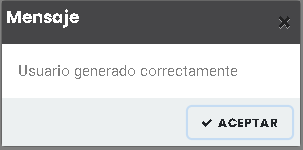 Mensaje
Usuario generado correctamente
ACEPTAR